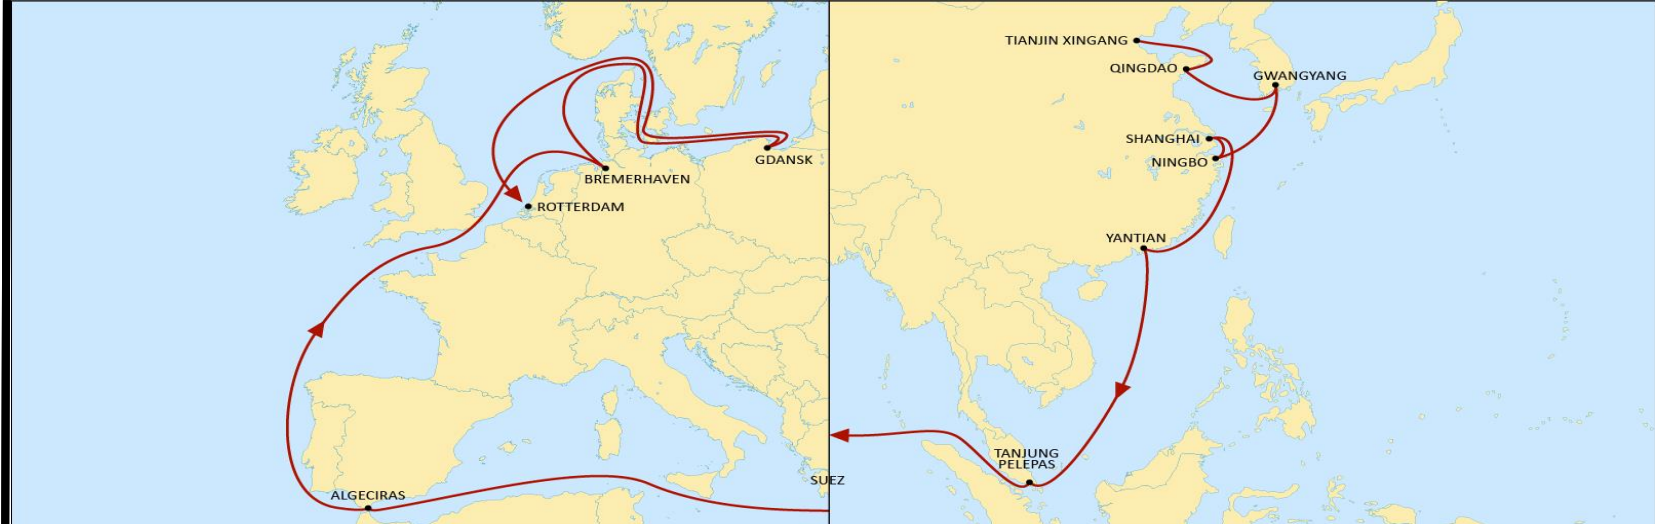 TIANJIN XINGANG
QINGDAO
GWANGYANG
SHANGHAI
NINGBO
GDANSK
BREMERHAVEN
ROTTERDAM
YANTIAN
TANJUNG
PELEPAS
SUEZ
ALGECIRAS